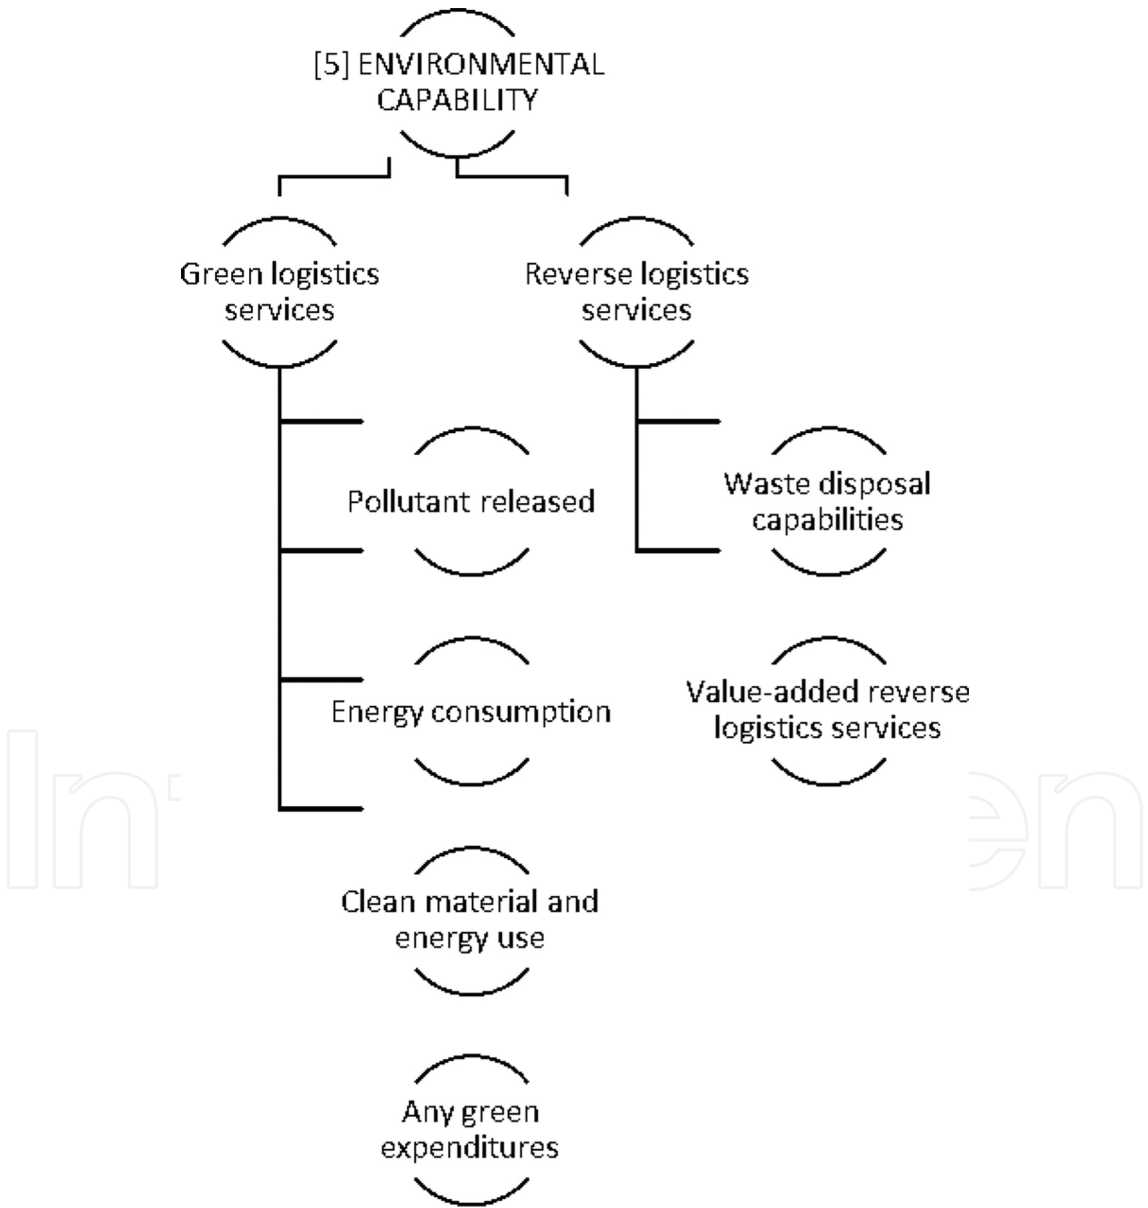 [5] ENVIRONMENTAL
CAPABILITY
Green logistics
services
Reverse logistics
services
Pollutant released
Waste disposal
capabilities
Energy consumption
Value-added reverse
logistics services
Clean material and
energy use
Any green
expenditures